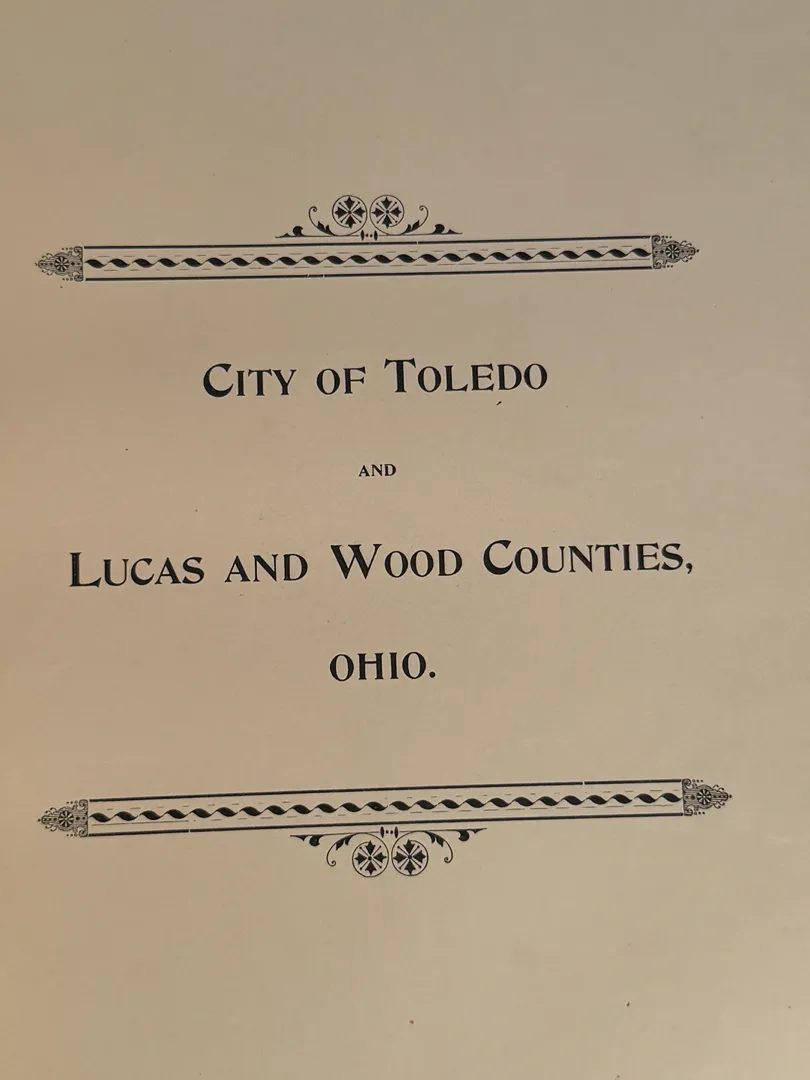 City of Toledo
and
Lucas and Wood Counties,
OHIO.